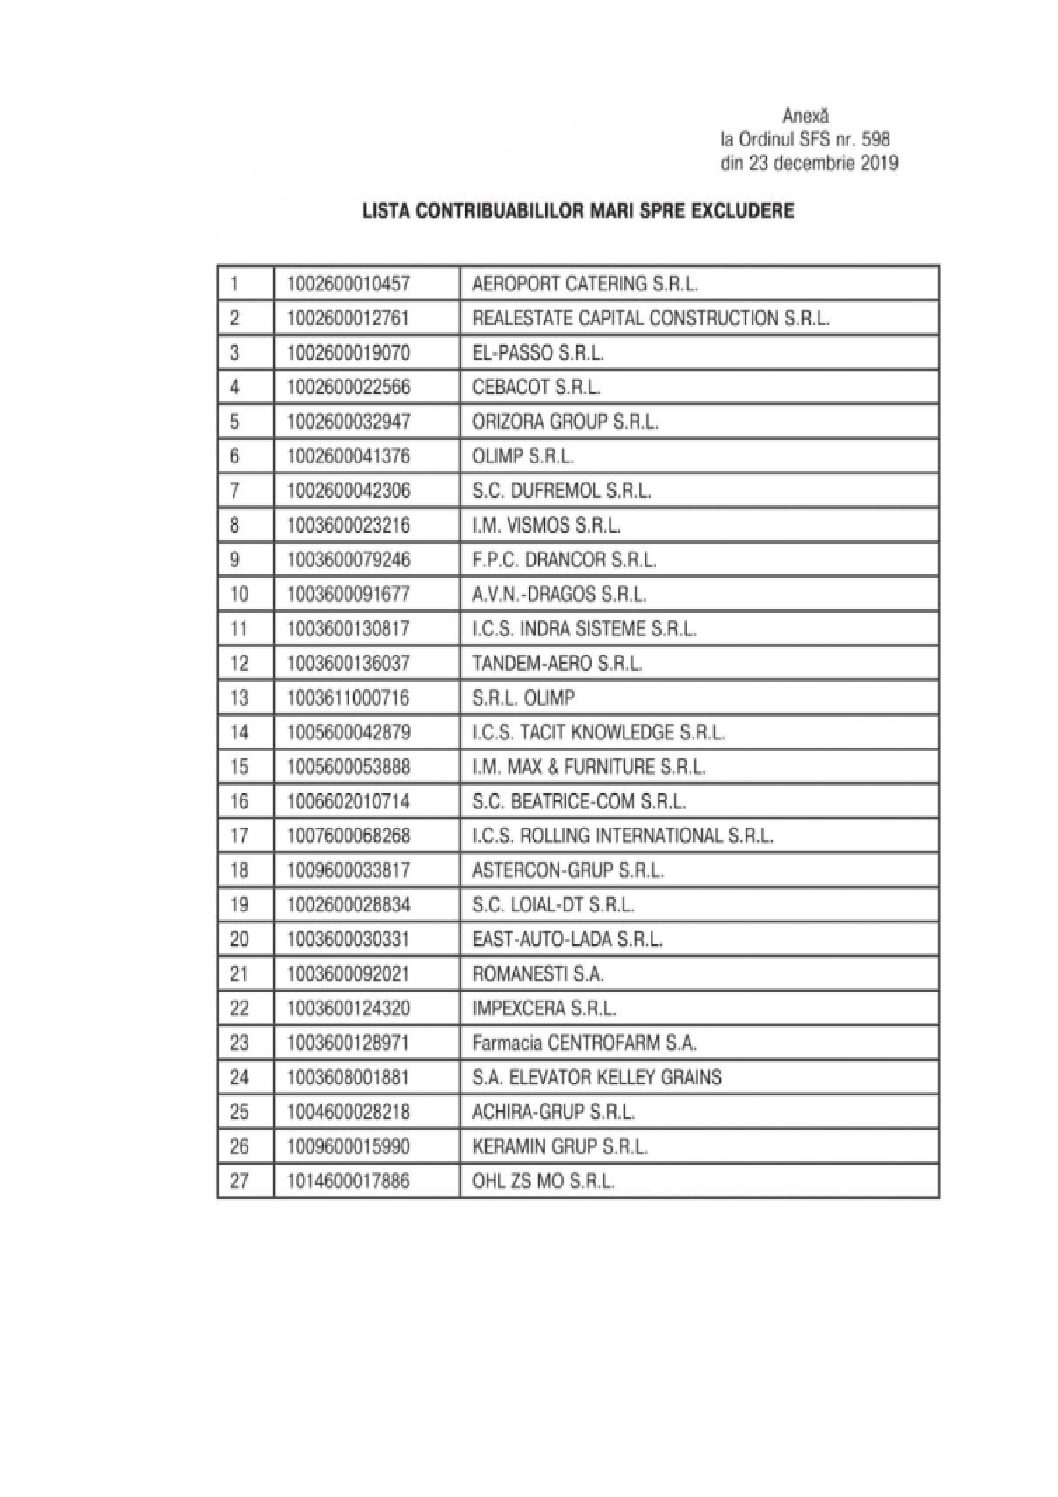 Anexă
la Ordinul SFS nr. 598
din 23 decembrie 2019
LISTA CONTRIBUABILILOR MARI SPRE EXCLUDERE
1 1002600010457 AEROPORT CATERING S.R.L.
2 1002600012761 REALESTATE CAPITAL CONSTRUCTION S.R.L.
3 1002600019070 EL-PASSO S.R.L.
4 1002600022566 CEBACOT S.R.L.
5 1002600032947 ORIZORA GROUP S.R.L.
6 1002600041376 OLIMP S.R.L.
7 1002600042306 S.C. DUFREMOL S.R.L.
8 1003600023216 I.M. VISMOS S.R.L.
9 1003600079246 F.P.C. DRANCOR S.R.L.
10 1003600091677 A.V.N.-DRAGOS S.R.L.
11 1003600130817 I.C.S. INDRA SISTEME S.R.L.
12 1003600136037 TANDEM-AERO S.R.L.
13 1003611000716 S.R.L. OLIMP
14 1005600042879 I.C.S. TACIT KNOWLEDGE S.R.L.
15 1005600053888 I.M. MAX & FURNITURE S.R.L.
16 1006602010714 S.C. BEATRICE-COM S.R.L.
17 1007600068268 I.C.S. ROLLING INTERNATIONAL S.R.L.
18 1009600033817 ASTERCON-GRUP S.R.L.
19 1002600028834 S.C. LOIAL-DT S.R.L.
20 1003600030331 EAST-AUTO-LADA S.R.L.
21 1003600092021 ROMANESTI S.A.
22 1003600124320 IMPEXCERA S.R.L.
23 1003600128971 Farmacia CENTROFARM S.A.
24 1003608001881 S.A. ELEVATOR KELLEY GRAINS
25 1004600028218 ACHIRA-GRUP S.R.L.
26 1009600015990 KERAMIN GRUP S.R.L.
27 1014600017886 OHL ZS MO S.R.L.